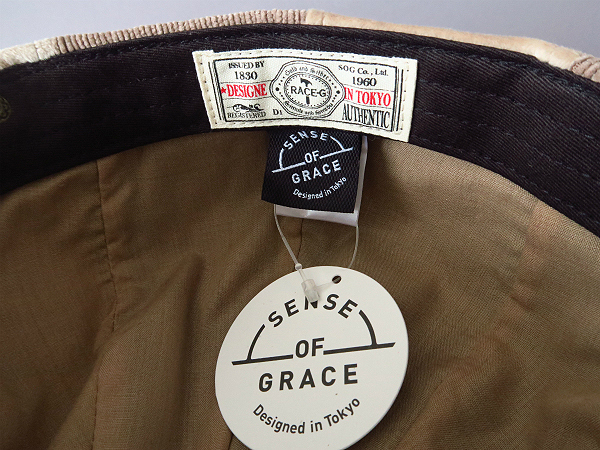 ISSUED BY
1830
★DESIGNE
REGISTERED
RACE-G
SOG Co., Ltd.
1960
IN TOKYO
AUTHENTIC
SENSE
OF
GRACE
Designed in Tokyo
SENSE
OF
GRACE
Designed in Tokyo